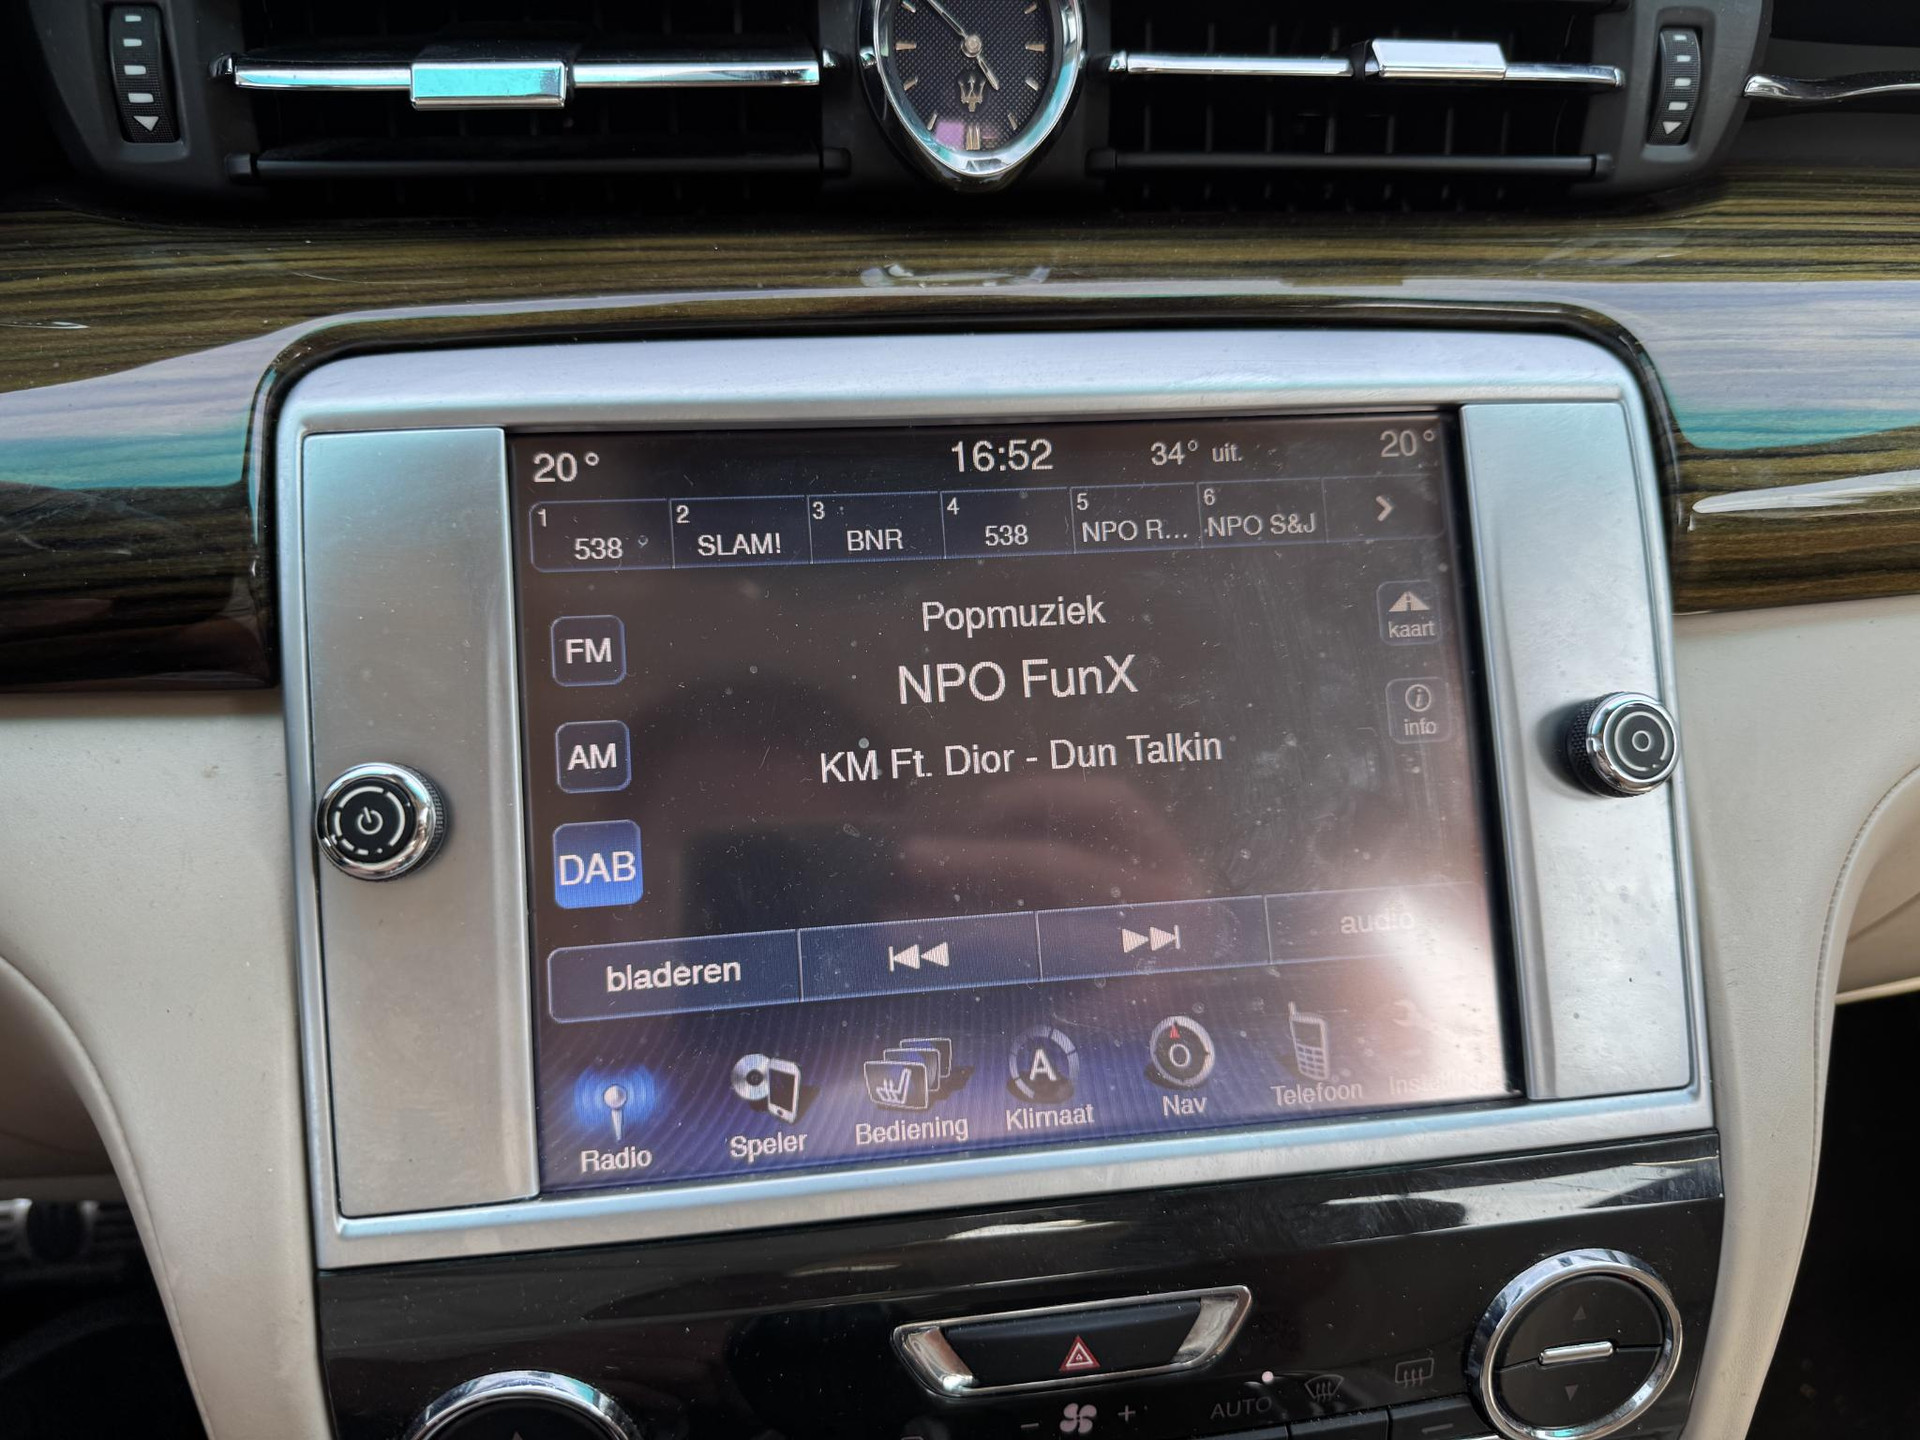 20° 16:52 34° uit. 20°
1 538 2 SLAM! 3 BNR 4 538 5 NPO R... 6 NPO S&J
Popmuziek
kaart
FM
NPO FunX
info
AM
KM Ft. Dior - Dun Talkin
DAB
bladeren audio
Radio Speler Bediening Klimaat Nav Telefoon
- + AUTO